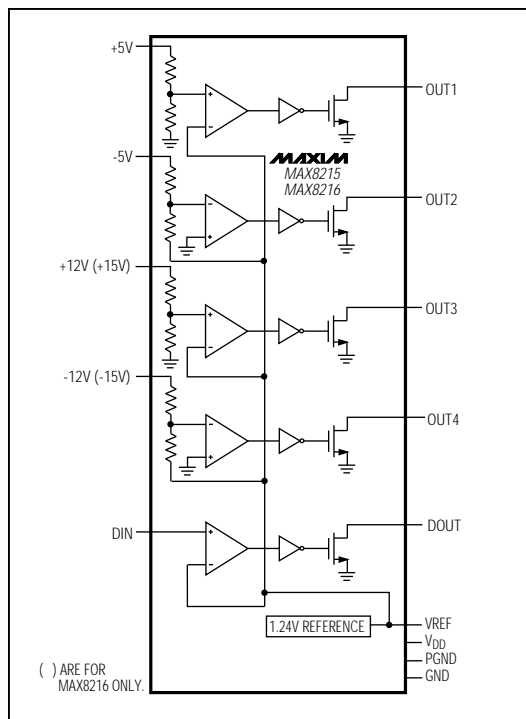 +5V
OUT1
MAXIM
MAX8215
MAX8216
-5V
OUT2
+12V (+15V)
OUT3
-12V (-15V)
OUT4
DIN
DOUT
1.24V REFERENCE
VREF
VDD
PGND
GND
( ) ARE FOR
MAX8216 ONLY.
+
−
−
+
+
−
−
+
+
−